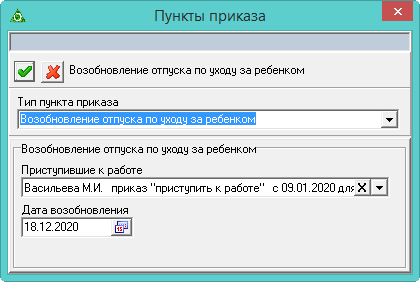 Пункты приказа
Возобновление отпуска по уходу за ребенком
Тип пункта приказа
Возобновление отпуска по уходу за ребенком
Возобновление отпуска по уходу за ребенком
Приступившие к работе
Васильева М.И. приказ "приступить к работе" с 09.01.2020 для
Дата возобновления
18.12.2020